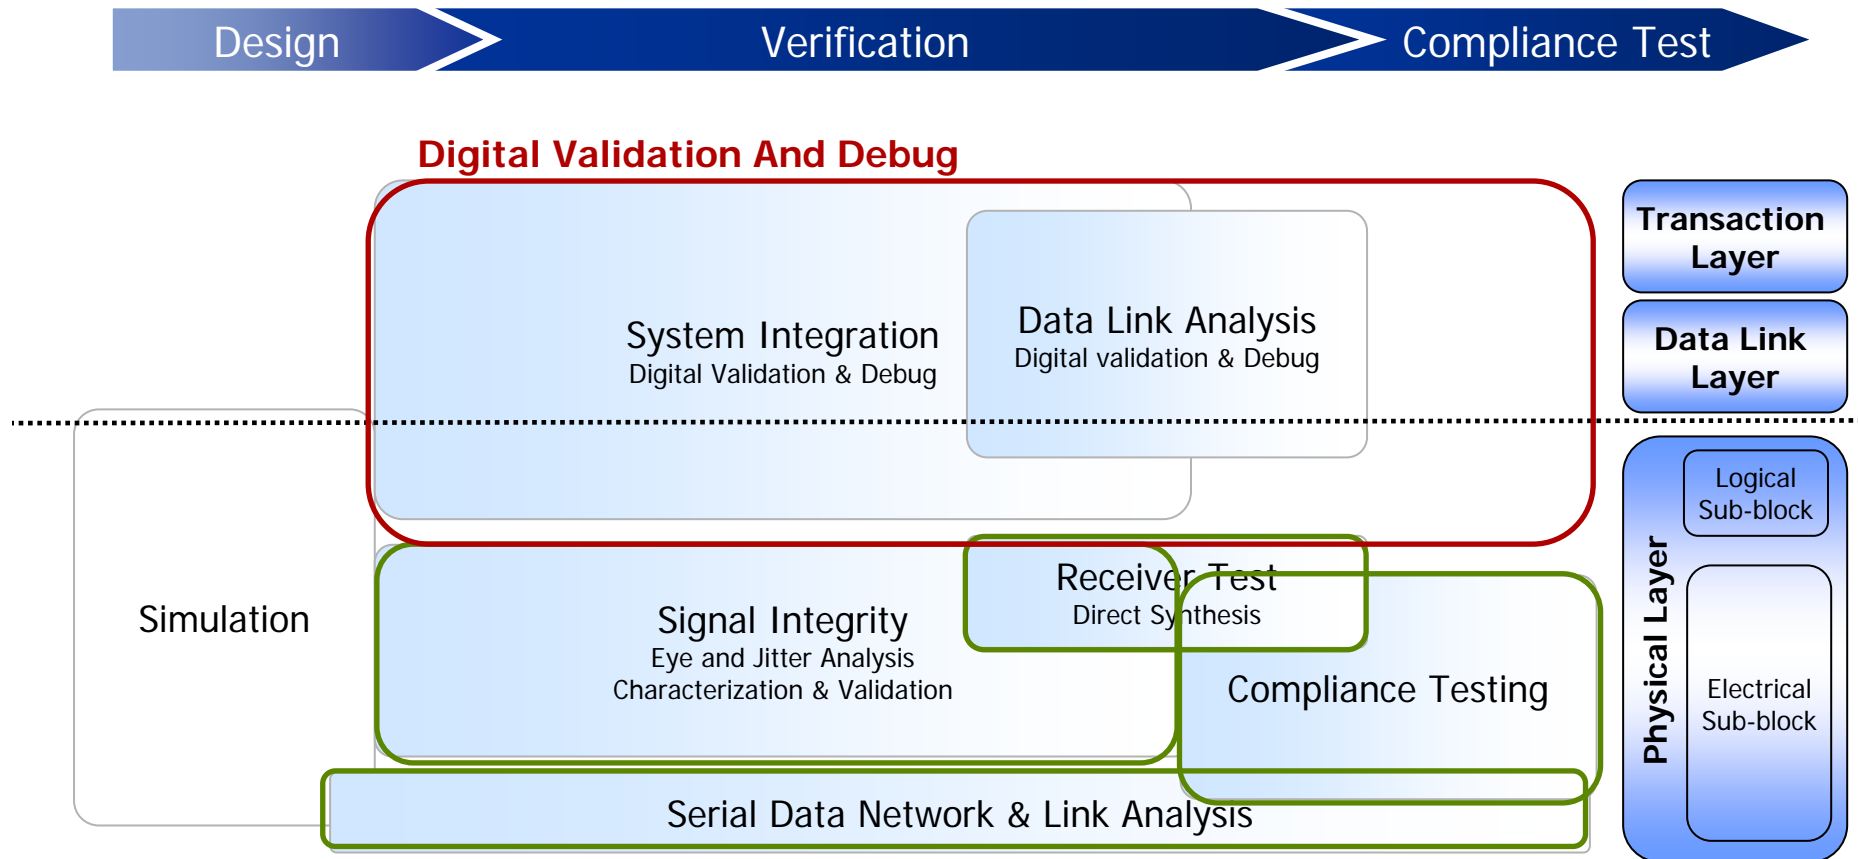 Design
Verification
Compliance Test
Digital Validation And Debug
System Integration
Digital Validation & Debug
Data Link Analysis
Digital validation & Debug
Transaction
Layer
Data Link
Layer
Simulation
Signal Integrity
Eye and Jitter Analysis
Characterization & Validation
Receiver Test
Direct Synthesis
Compliance Testing
Serial Data Network & Link Analysis
Physical Layer
Logical
Sub-block
Electrical
Sub-block